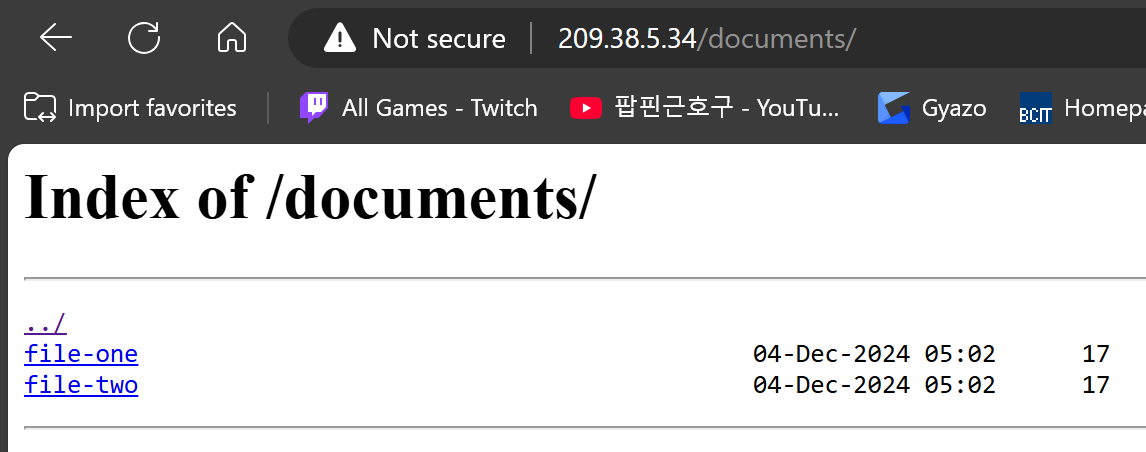 Not secure 209.38.5.34/documents/
Import favorites All Games - Twitch 팝핀근호구 - YouTu... Gyazo BCIT Homepa
Index of /documents/
../
file-one 04-Dec-2024 05:02 17
file-two 04-Dec-2024 05:02 17